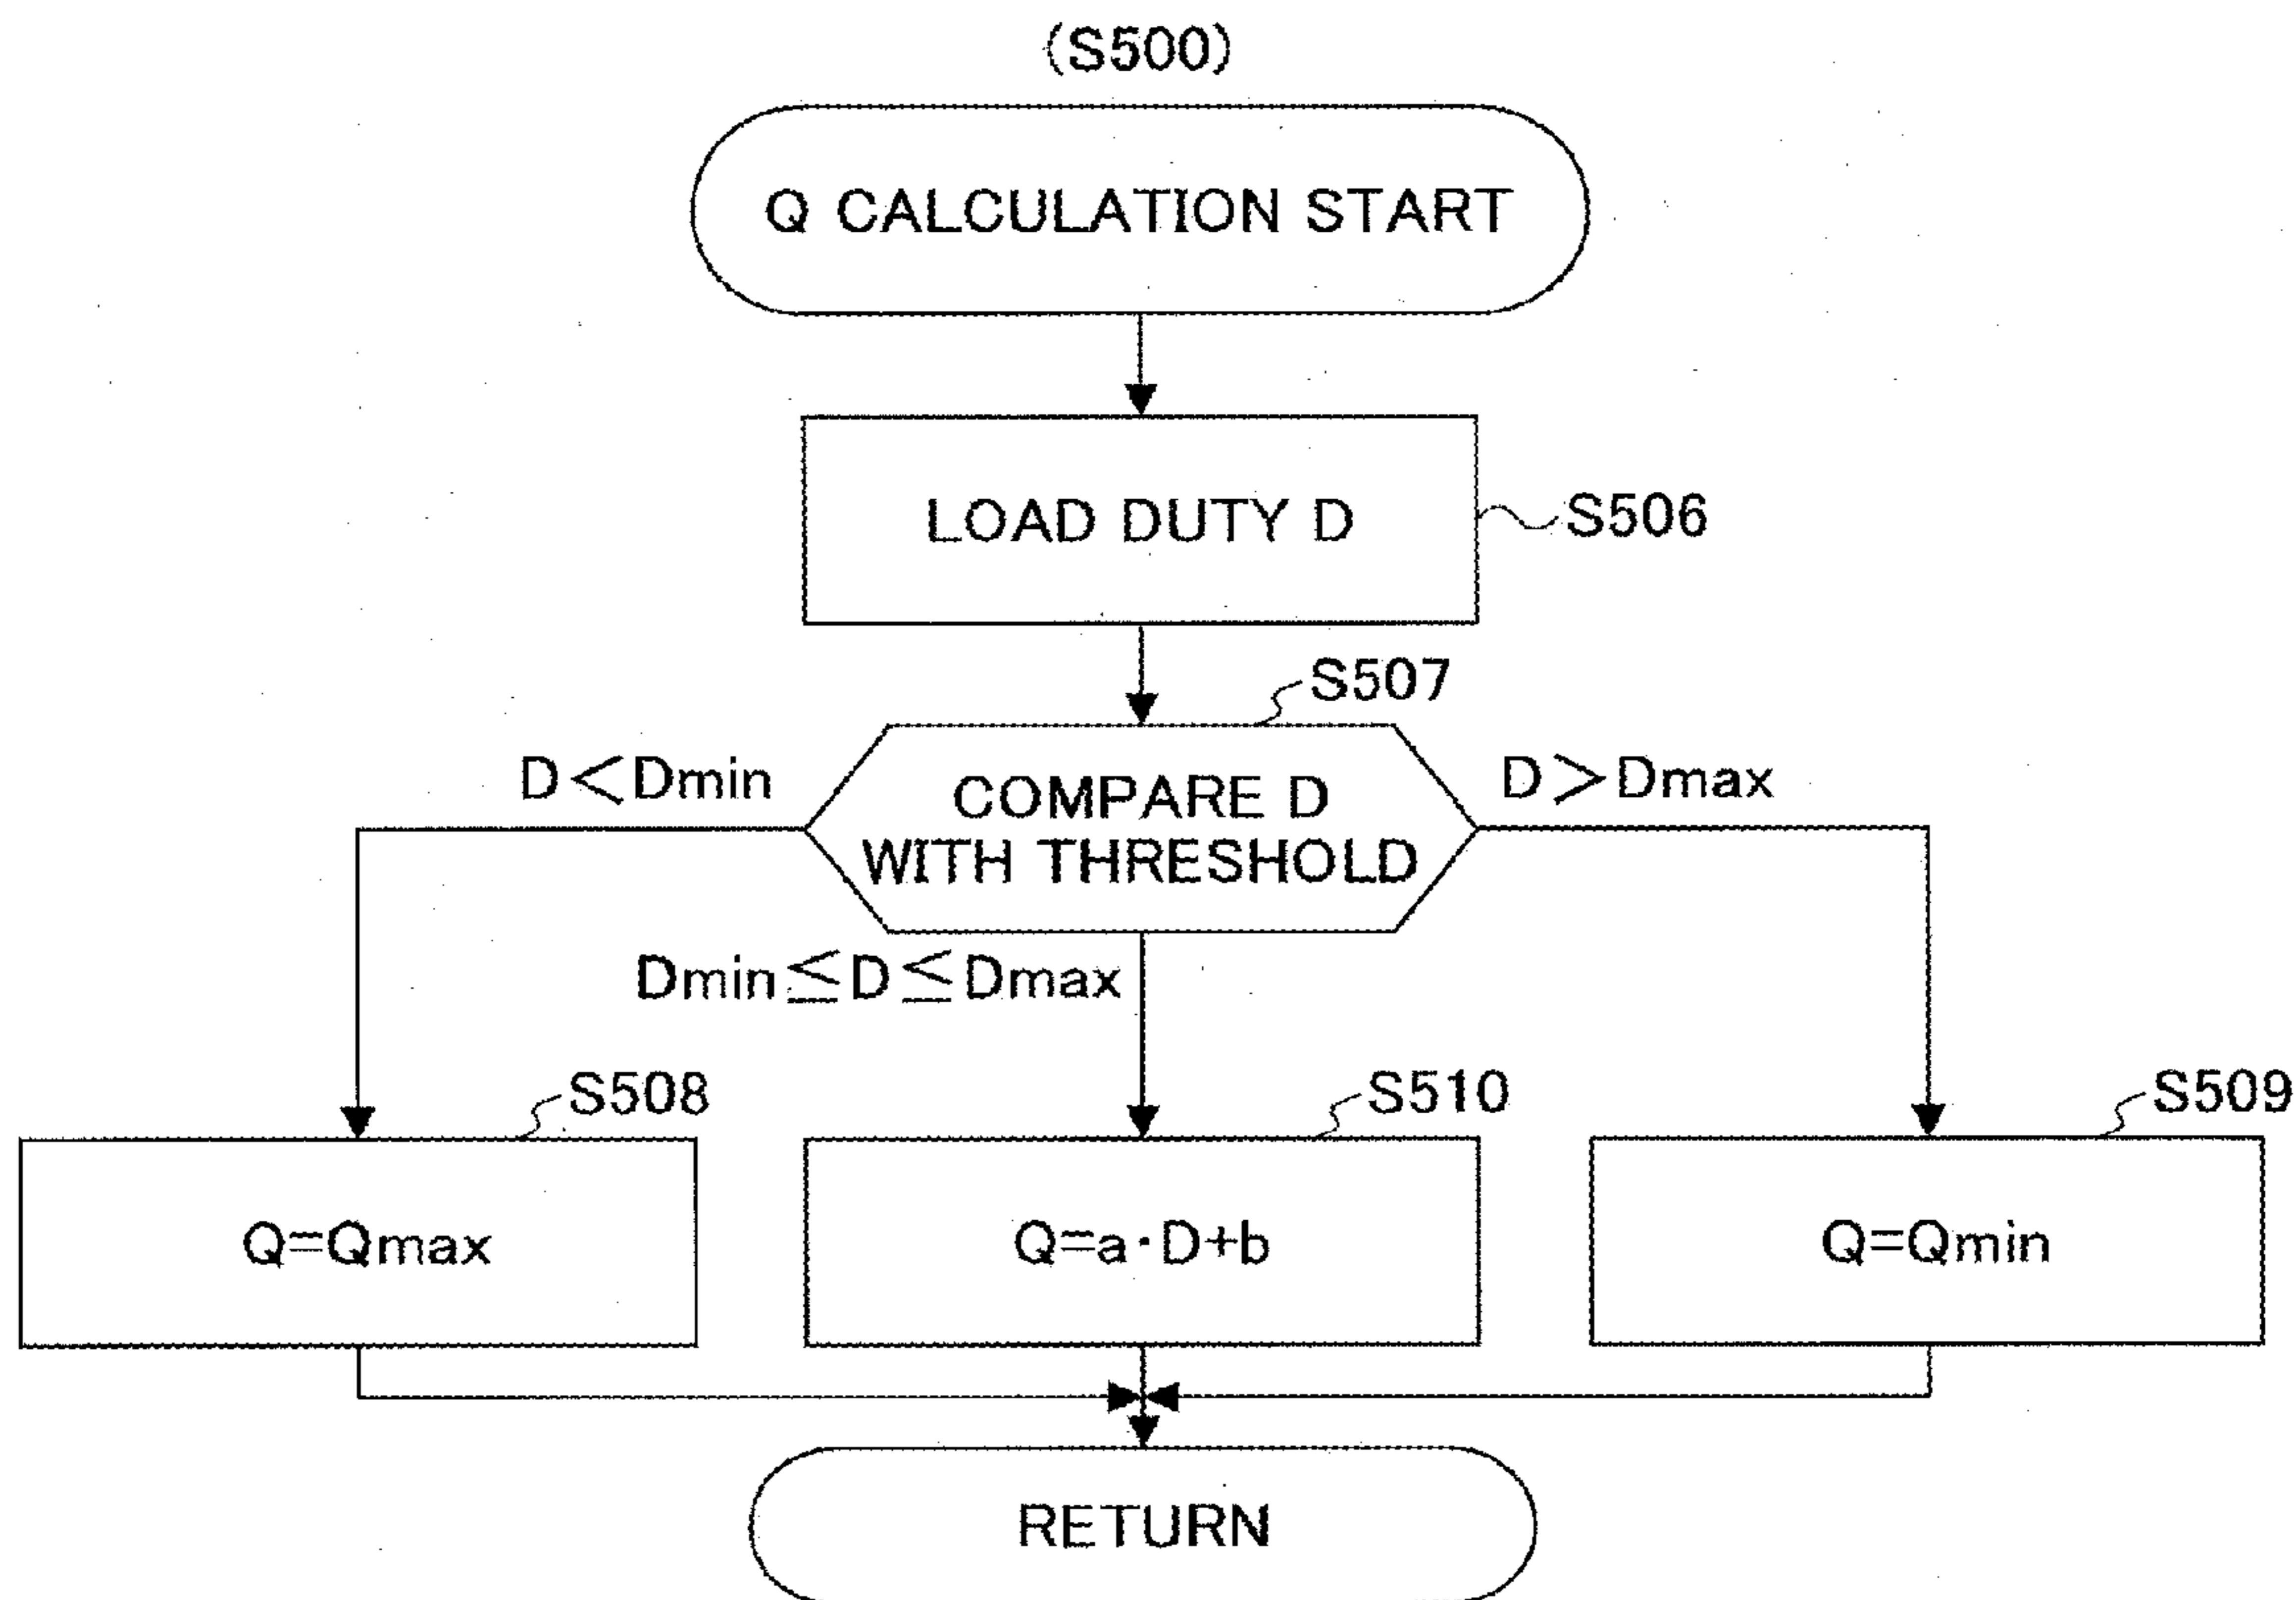 (S500)
Q CALCULATION START
LOAD DUTY D
S506
S507
D<Dmin
COMPARE D
WITH THRESHOLD
D>Dmax
Dmin≦D≦Dmax
S508
S510
S509
Q=Qmax
Q=a·D+b
Q=Qmin
RETURN